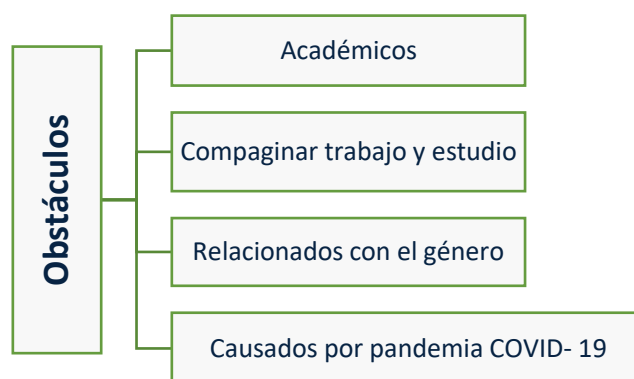 Obstáculos
Académicos
Compaginar trabajo y estudio
Relacionados con el género
Causados por pandemia COVID- 19